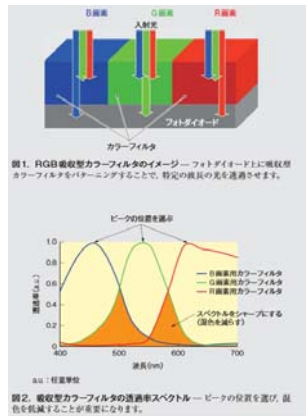 B画素 G画素 R画素
入射光
フォトダイオード
カラーフィルタ
図1. RGB吸収型カラーフィルタのイメージ — フォトダイオード上に吸収型
カラーフィルタをパターニングすることで、特定の波長の光を透過させます。
ピークの位置を選ぶ
透過率(a.u.)
1.0
0.8
0.6
0.4
0.2
0
B画素用カラーフィルタ
G画素用カラーフィルタ
R画素用カラーフィルタ
スペクトルをシャープにする
(混色を減らす)
400 500 600 700
波長(nm)
a.u.:任意単位
図2. 吸収型カラーフィルタの透過率スペクトル — ピークの位置を選び、混
色を低減することが重要になります。